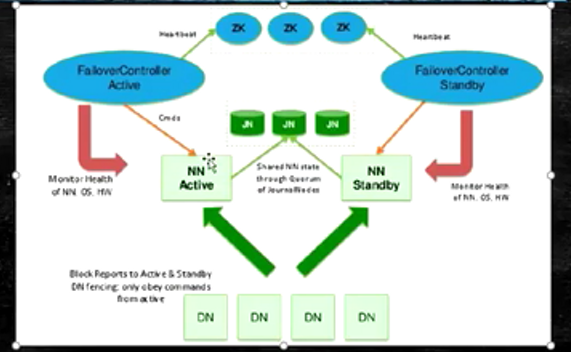 ZK
ZK
ZK
Heartbeat
Heartbeat
FailoverController
Active
FailoverController
Standby
Cmds
JN
JN
JN
NN
Active
Shared NN state
through Quorum
of JournalNodes
NN
Standby
Monitor Health
of NN. OS, HW
Monitor Health
of NN, OS, HW
Block Reports to Active & Standby
DN fencing: only obey commands
from active
DN
DN
DN
DN